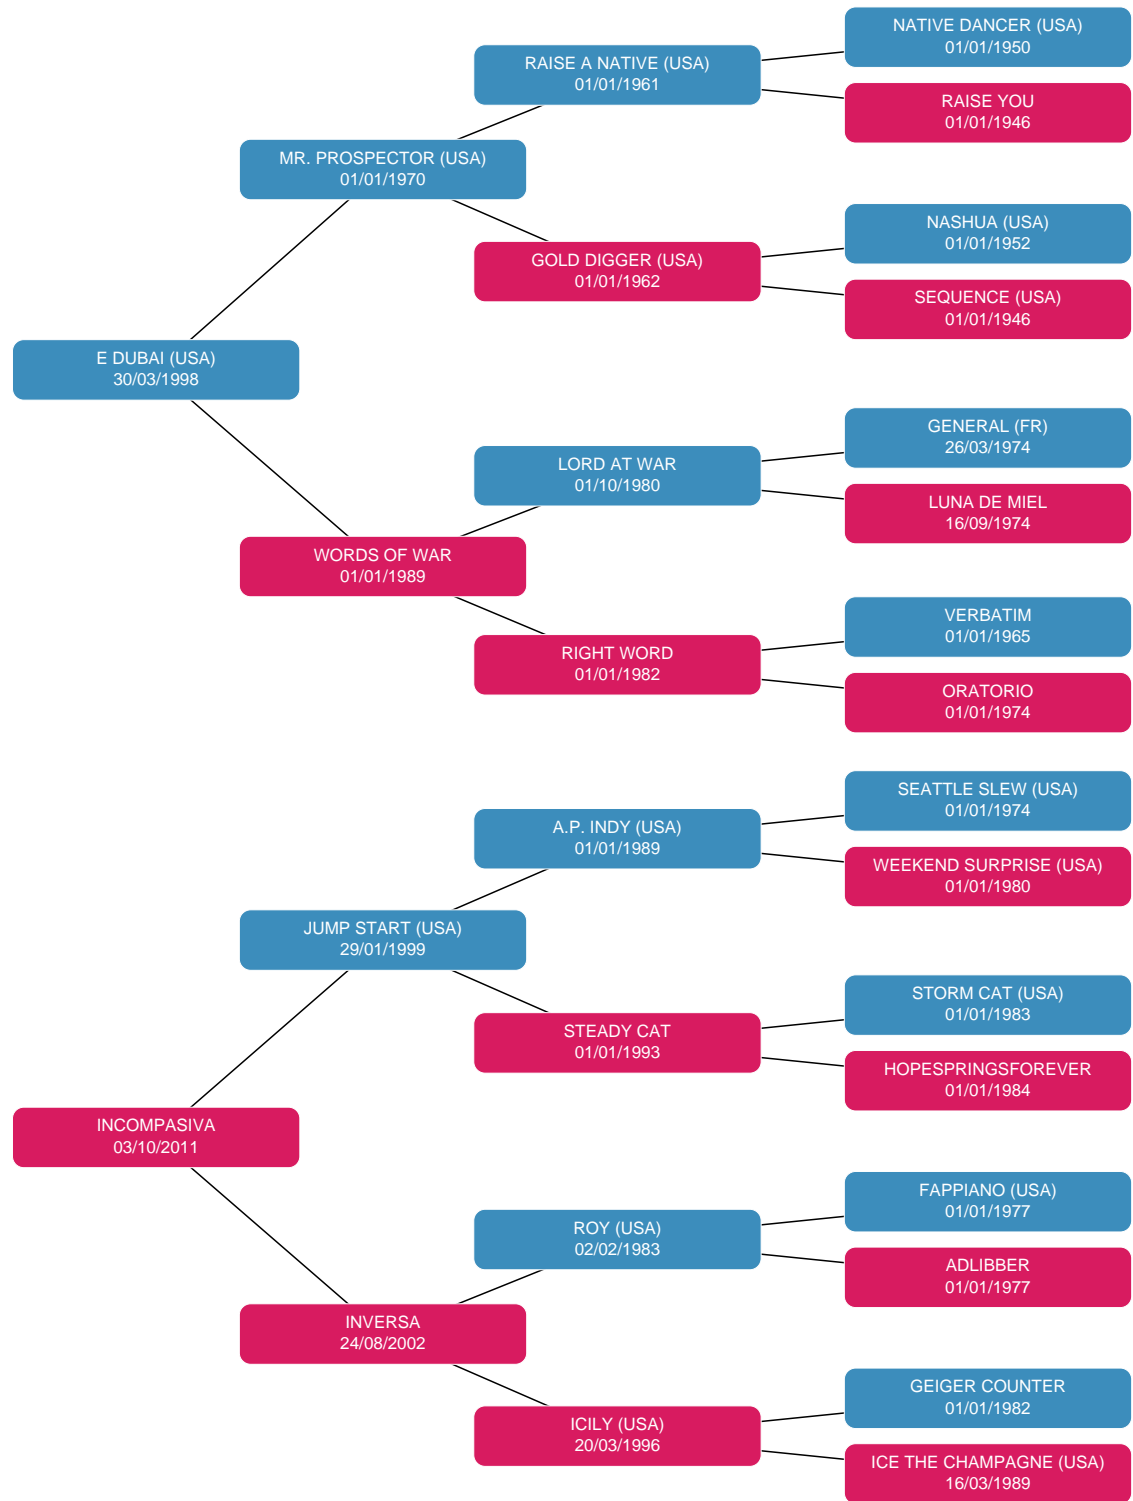 NATIVE DANCER (USA)
01/01/1950
RAISE A NATIVE (USA)
01/01/1961
RAISE YOU
01/01/1946
MR. PROSPECTOR (USA)
01/01/1970
NASHUA (USA)
01/01/1952
GOLD DIGGER (USA)
01/01/1962
SEQUENCE (USA)
01/01/1946
E DUBAI (USA)
30/03/1998
GENERAL (FR)
26/03/1974
LORD AT WAR
01/10/1980
LUNA DE MIEL
16/09/1974
WORDS OF WAR
01/01/1989
VERBATIM
01/01/1965
RIGHT WORD
01/01/1982
ORATORIO
01/01/1974
SEATTLE SLEW (USA)
01/01/1974
A.P. INDY (USA)
01/01/1989
WEEKEND SURPRISE (USA)
01/01/1980
JUMP START (USA)
29/01/1999
STORM CAT (USA)
01/01/1983
STEADY CAT
01/01/1993
HOPESPRINGSFOREVER
01/01/1984
INCOMPASIVA
03/10/2011
FAPPIANO (USA)
01/01/1977
ROY (USA)
02/02/1983
ADLIBBER
01/01/1977
INVERSA
24/08/2002
GEIGER COUNTER
01/01/1982
ICILY (USA)
20/03/1996
ICE THE CHAMPAGNE (USA)
16/03/1989